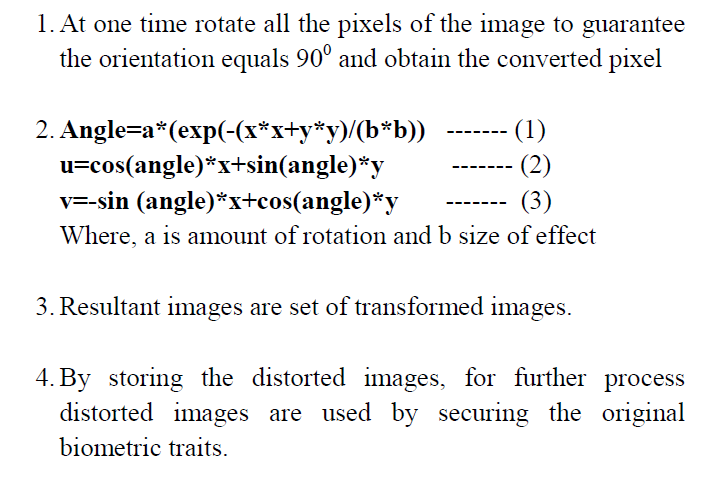 1. At one time rotate all the pixels of the image to guarantee
the orientation equals 90⁰ and obtain the converted pixel
2. Angle=a*(exp(-(x*x+y*y)/(b*b)) ------- (1)
u=cos(angle)*x+sin(angle)*y ------- (2)
v=-sin (angle)*x+cos(angle)*y ------- (3)
Where, a is amount of rotation and b size of effect
3. Resultant images are set of transformed images.
4. By storing the distorted images, for further process
distorted images are used by securing the original
biometric traits.